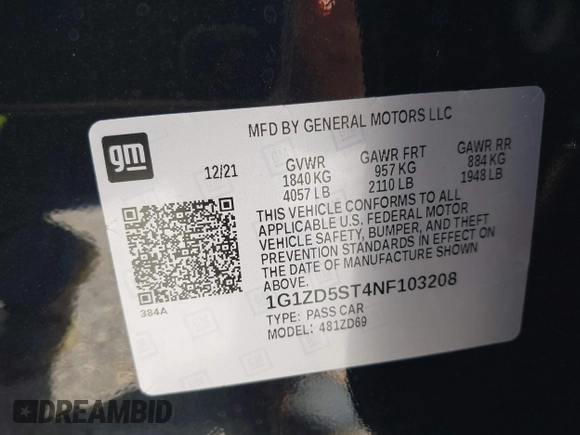 MFD BY GENERAL MOTORS LLC
gm
12/21
GVWR GAWR FRT GAWR RR
1840 KG 957 KG 884 KG
4057 LB 2110 LB 1948 LB
THIS VEHICLE CONFORMS TO ALL
APPLICABLE U.S. FEDERAL MOTOR
VEHICLE SAFETY, BUMPER, AND THEFT
PREVENTION STANDARDS IN EFFECT ON
THE DATE OF MANUFACTURE SHOWN
ABOVE.
384A
1G1ZD5ST4NF103208
TYPE: PASS CAR
MODEL: 481ZD69
DREAMBID